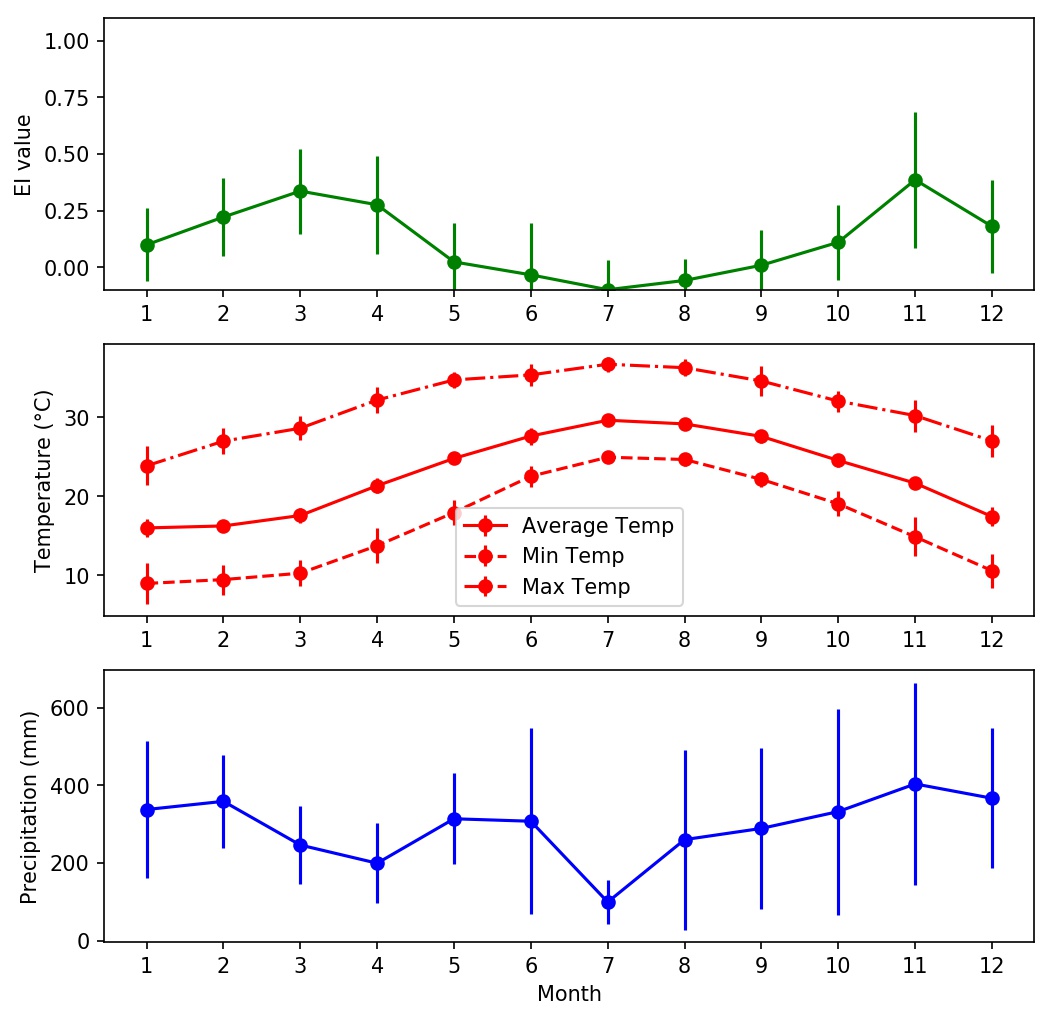 EI value
1.00
0.75
0.50
0.25
0.00
1 2 3 4 5 6 7 8 9 10 11 12
Temperature (°C)
30
20
10
Average Temp
Min Temp
Max Temp
1 2 3 4 5 6 7 8 9 10 11 12
Precipitation (mm)
600
400
200
0
1 2 3 4 5 6 7 8 9 10 11 12
Month